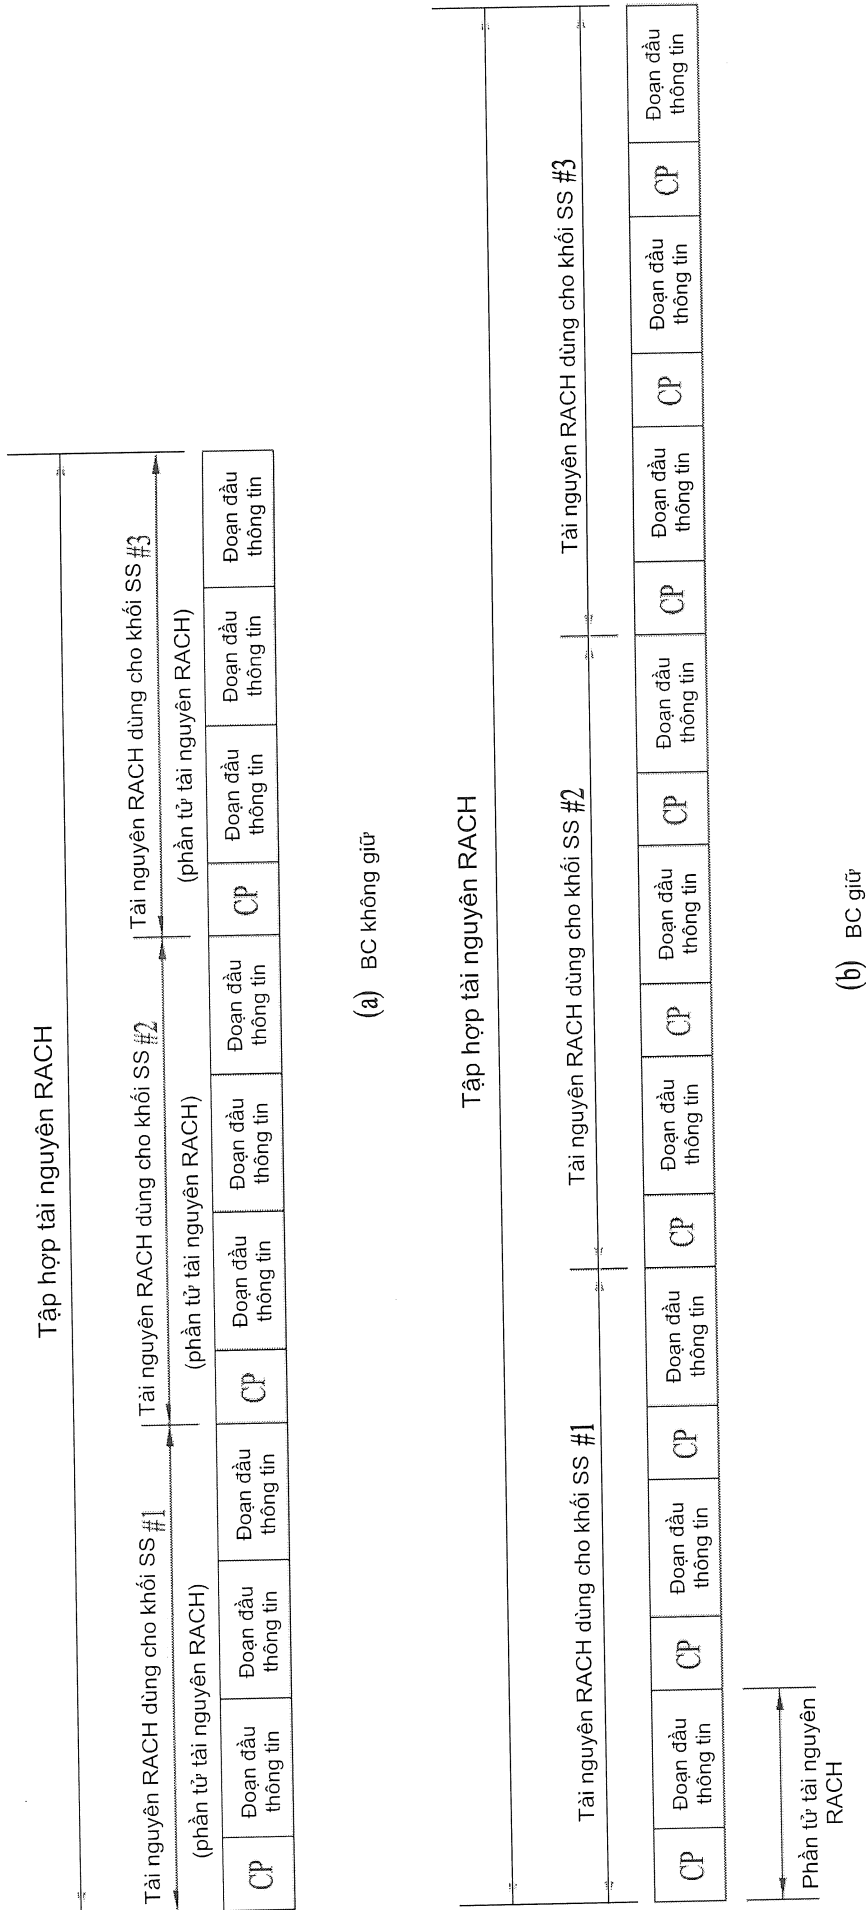 Tập hợp tài nguyên RACH
Tài nguyên RACH dùng cho khối SS #1
(phần tử tài nguyên RACH)
Tài nguyên RACH dùng cho khối SS #2
(phần tử tài nguyên RACH)
Tài nguyên RACH dùng cho khối SS #3
(phần tử tài nguyên RACH)
CP
Đoạn đầu
thông tin
Đoạn đầu
thông tin
Đoạn đầu
thông tin
CP
Đoạn đầu
thông tin
Đoạn đầu
thông tin
Đoạn đầu
thông tin
CP
Đoạn đầu
thông tin
Đoạn đầu
thông tin
Đoạn đầu
thông tin
(a) BC không giữ
Tập hợp tài nguyên RACH
Tài nguyên RACH dùng cho khối SS #1
Tài nguyên RACH dùng cho khối SS #2
Tài nguyên RACH dùng cho khối SS #3
CP
Đoạn đầu
thông tin
CP
Đoạn đầu
thông tin
CP
Đoạn đầu
thông tin
CP
Đoạn đầu
thông tin
CP
Đoạn đầu
thông tin
CP
Đoạn đầu
thông tin
CP
Đoạn đầu
thông tin
CP
Đoạn đầu
thông tin
CP
Đoạn đầu
thông tin
Phần tử tài nguyên
RACH
(b) BC giữ